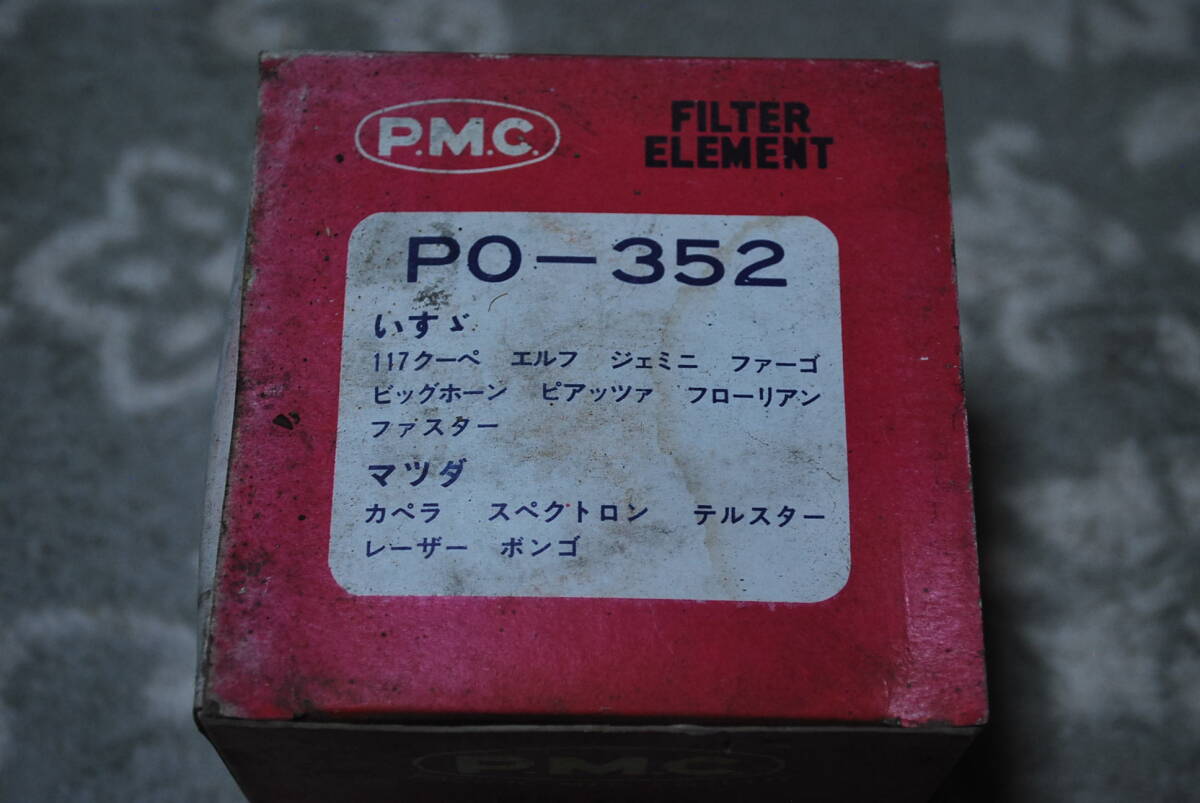 P.M.C.
FILTER
ELEMENT
PO-352
いすゞ
117クーペ エルフ ジェミニ ファーゴ
ビッグホーン ピアッツァ フローリアン
ファスター
マツダ
カペラ スペクトロン テルスター
レーザー ボンゴ
P.M.C.